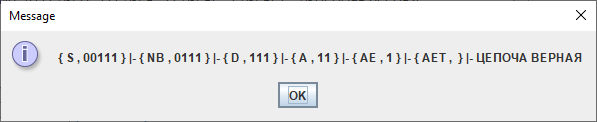 Message
{ S , 00111 } |- { NB , 0111 } |- { D , 111 } |- { A , 11 } |- { AE , 1 } |- { AET ,  } |- ЦЕПОЧА ВЕРНАЯ
OK